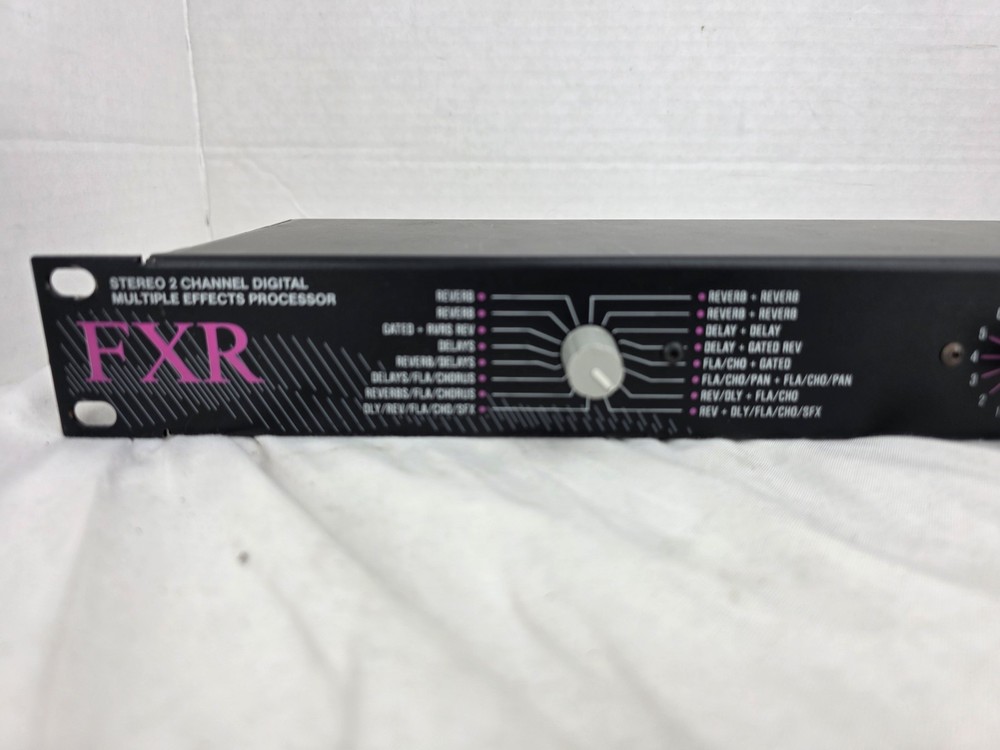 STEREO 2 CHANNEL DIGITAL
MULTIPLE EFFECTS PROCESSOR
FXR
REVERB
REVERB
GATED + RVRS REV
DELAYS
REVERB/DELAYS
DELAYS/FLA/CHORUS
REVERBS/FLA/CHORUS
DLY/REV/FLA/CHO/SFX
REVERB + REVERB
REVERB + REVERB
DELAY + DELAY
DELAY + GATED REV
FLA/CHO + GATED
FLA/CHO/PAN + FLA/CHO/PAN
REV/DLY + FLA/CHO
REV + DLY/FLA/CHO/SFX
5
4
3
2